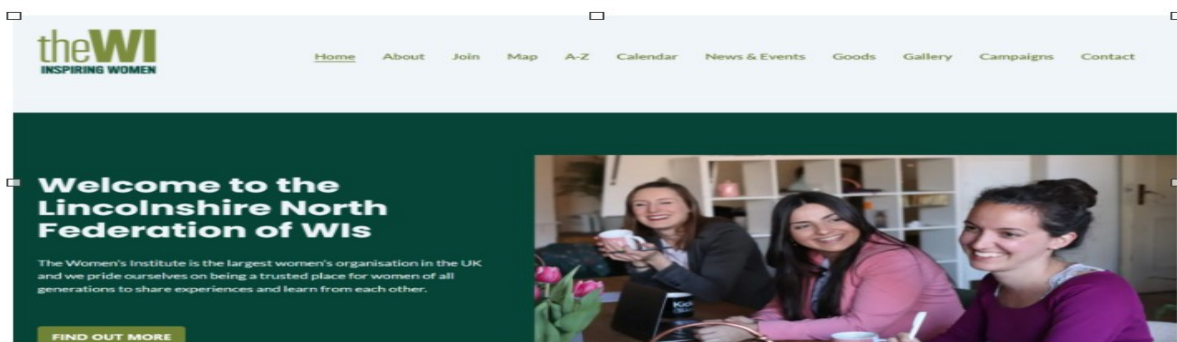 theWI
INSPIRING WOMEN
Home About Join Map A-Z Calendar News & Events Goods Gallery Campaigns Contact
Welcome to the
Lincolnshire North
Federation of WIs
The Women's Institute is the largest women's organisation in the UK
and we pride ourselves on being a trusted place for women of all
generations to share experiences and learn from each other.
FIND OUT MORE